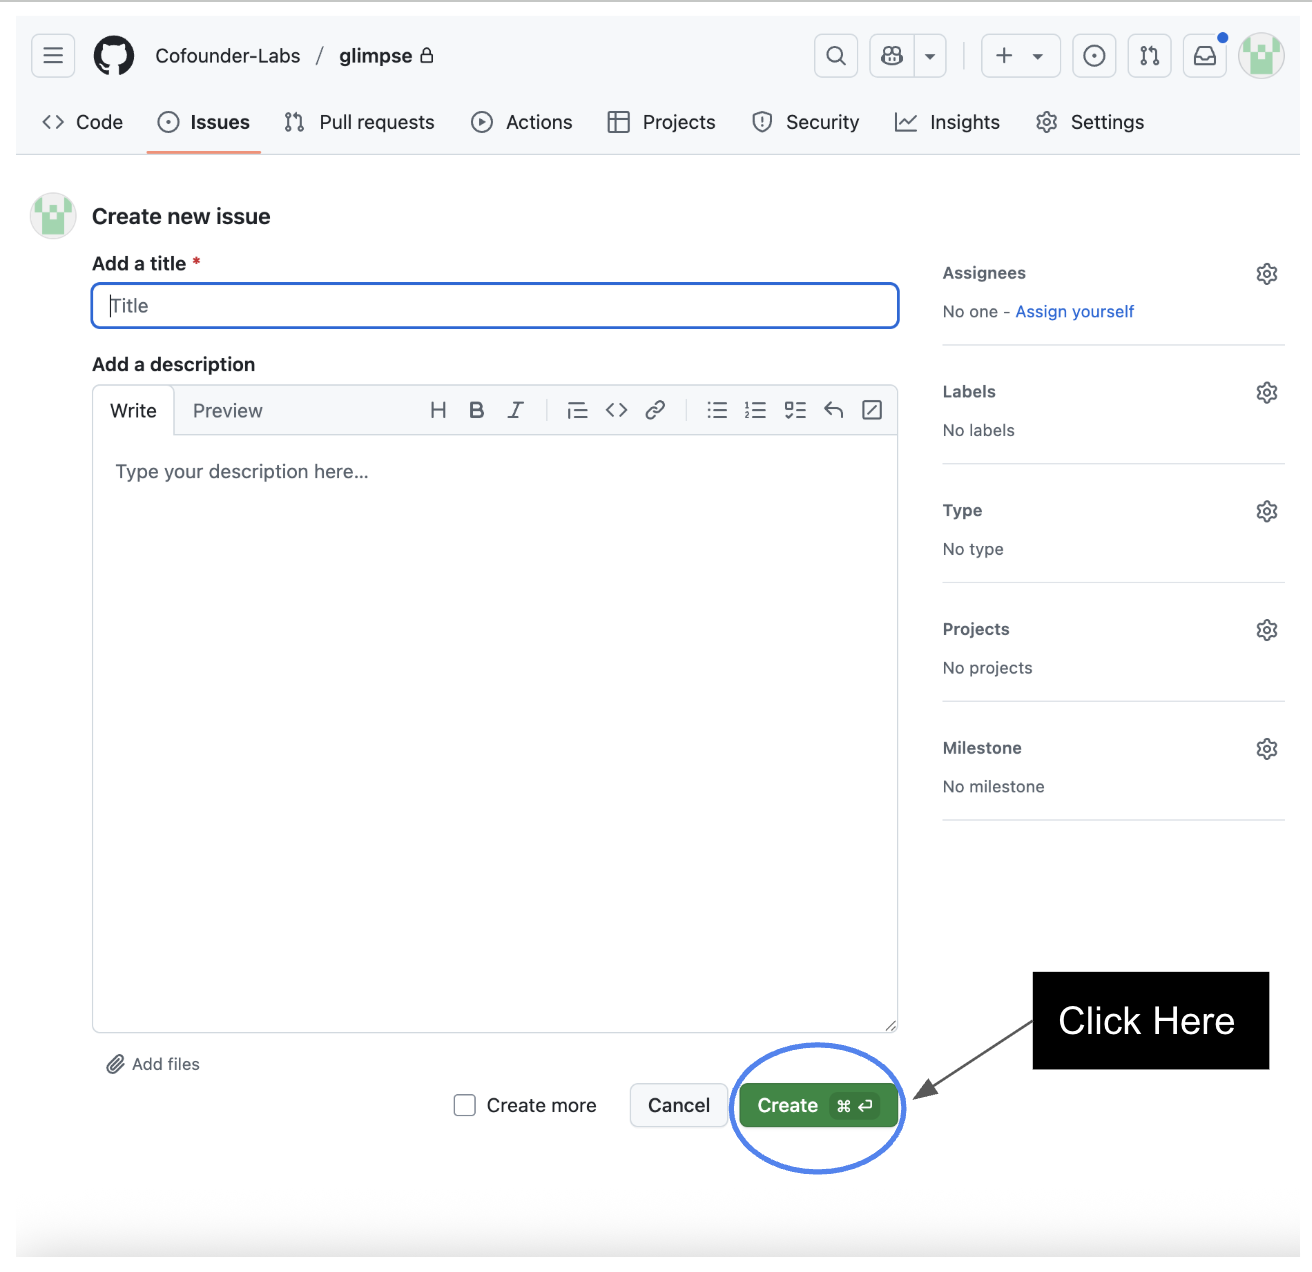 Cofounder-Labs / glimpse
Code Issues Pull requests Actions Projects Security Insights Settings
Create new issue
Add a title *
Title
Add a description
Write Preview
Type your description here...
Add files
Create more Cancel Create ⌘ ⏎
Assignees
No one - Assign yourself
Labels
No labels
Type
No type
Projects
No projects
Milestone
No milestone
Click Here